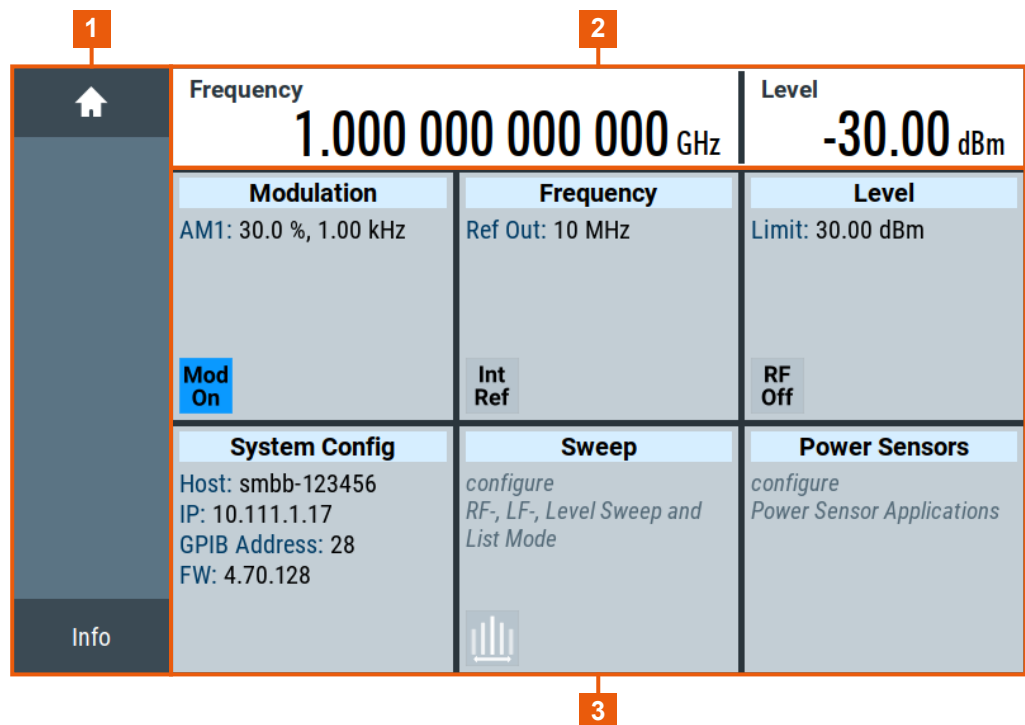 1
2
Frequency
1.000 000 000 000 GHz
Level
-30.00 dBm
Modulation
AM1: 30.0 %, 1.00 kHz
Mod
On
Frequency
Ref Out: 10 MHz
Int
Ref
Level
Limit: 30.00 dBm
RF
Off
System Config
Host: smbb-123456
IP: 10.111.1.17
GPIB Address: 28
FW: 4.70.128
Sweep
configure
RF-, LF-, Level Sweep and
List Mode
Power Sensors
configure
Power Sensor Applications
Info
3